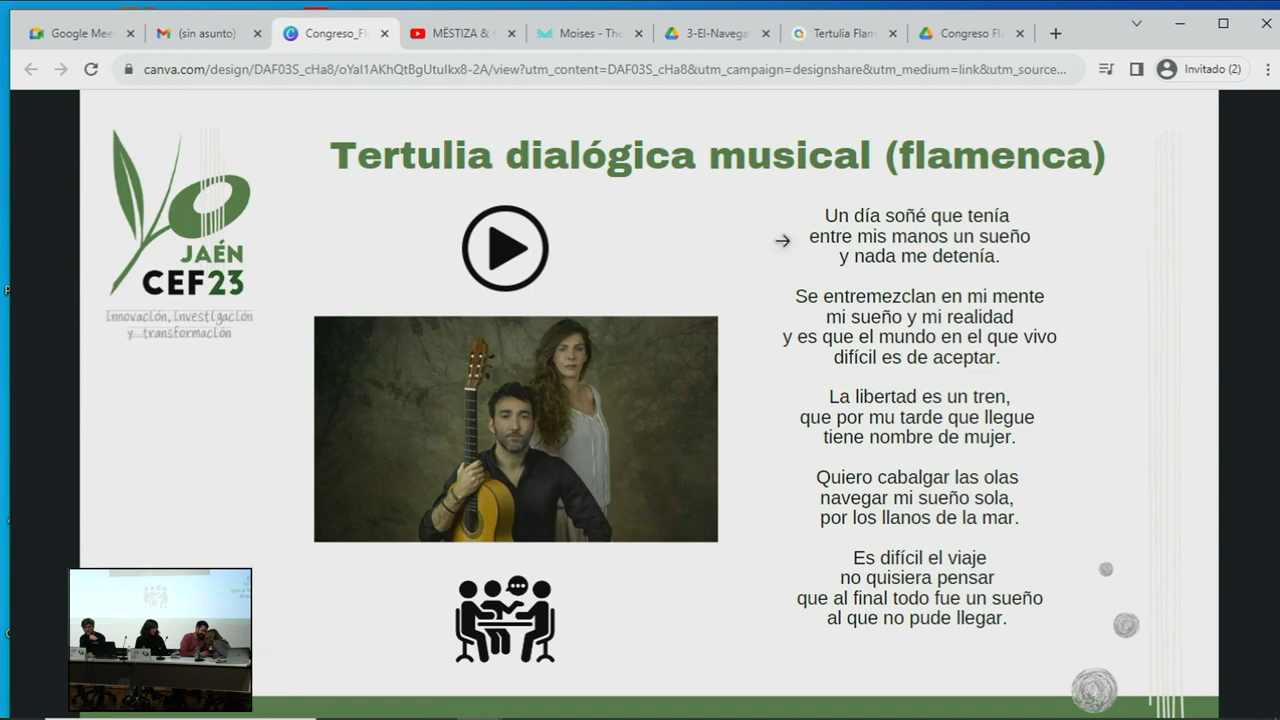 Google Mee
(sin asunto)
Congreso_Fl
MËSTIZA &
Moises - The
3-El-Navega
Tertulia Flam
Congreso Fl
canva.com/design/DAF03S_cHa8/oYaI1AKhQtBgUtulkx8-2A/view?utm_content=DAF03S_cHa8&utm_campaign=designshare&utm_medium=link&utm_source...
Invitado (2)
JAÉN
CEF23
Innovación, investigación
y transformación
Tertulia dialógica musical (flamenca)
Un día soñé que tenía
entre mis manos un sueño
y nada me detenía.
Se entremezclan en mi mente
mi sueño y mi realidad
y es que el mundo en el que vivo
difícil es de aceptar.
La libertad es un tren,
que por mu tarde que llegue
tiene nombre de mujer.
Quiero cabalgar las olas
navegar mi sueño sola,
por los llanos de la mar.
Es difícil el viaje
no quisiera pensar
que al final todo fue un sueño
al que no pude llegar.